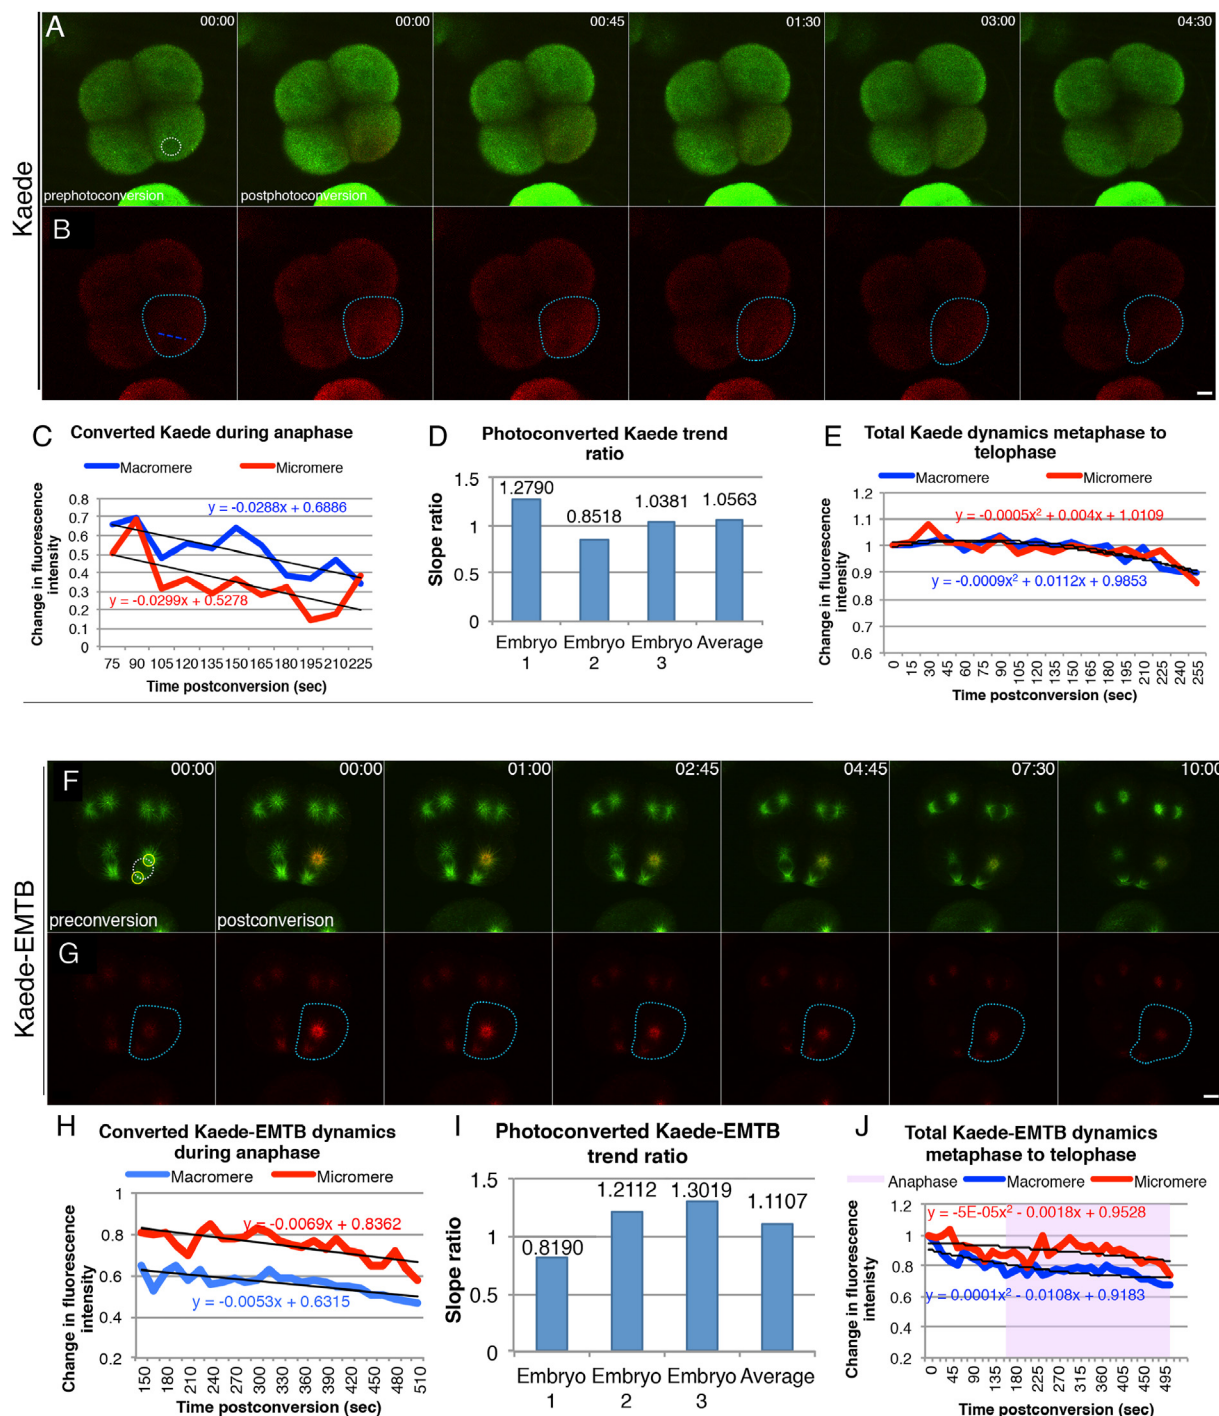 A
00:00
00:00
00:45
01:30
03:00
04:30
prephotoconversion
postphotoconversion
Kaede
B
C
Converted Kaede during anaphase
Macromere
Micromere
Change in fluorescence
intensity
0.8
0.7
0.6
0.5
0.4
0.3
0.2
0.1
0
y = -0.0288x + 0.6886
y = -0.0299x + 0.5278
75 90 105 120 135 150 165 180 195 210 225
Time postconversion (sec)
D
Photoconverted Kaede trend
ratio
Slope ratio
1.5
1
0.5
0
1.2790
0.8518
1.0381
1.0563
Embryo Embryo Embryo Average
1 2 3
E
Total Kaede dynamics metaphase to
telophase
Macromere
Micromere
Change in fluorescence
intensity
1.2
1.1
1
0.9
0.8
0.7
0.6
y = -0.0005x² + 0.004x + 1.0109
y = -0.0009x² + 0.0112x + 0.9853
0 15 30 45 60 75 90 105 120 135 150 165 180 195 210 225 240 255
Time postconversion (sec)
F
00:00
00:00
01:00
02:45
04:45
07:30
10:00
preconversion
postconverison
Kaede-EMTB
G
H
Converted Kaede-EMTB dynamics
during anaphase
Macromere
Micromere
Change in fluorescence
intensity
1
0.8
0.6
0.4
0.2
y = -0.0069x + 0.8362
y = -0.0053x + 0.6315
150 180 210 240 270 300 330 360 390 420 450 480 510
Time postconversion (sec)
I
Photoconverted Kaede-EMTB
trend ratio
Slope ratio
1.5
1
0.5
0
0.8190
1.2112
1.3019
1.1107
Embryo Embryo Embryo Average
1 2 3
J
Total Kaede-EMTB dynamics
metaphase to telophase
Anaphase
Macromere
Micromere
Change in fluorescence
intenisty
1.2
1
0.8
0.6
0.4
0.2
y = -5E-05x² - 0.0018x + 0.9528
y = 0.0001x² - 0.0108x + 0.9183
0 45 90 135 180 225 270 315 360 405 450 495
Time postconversion (sec)